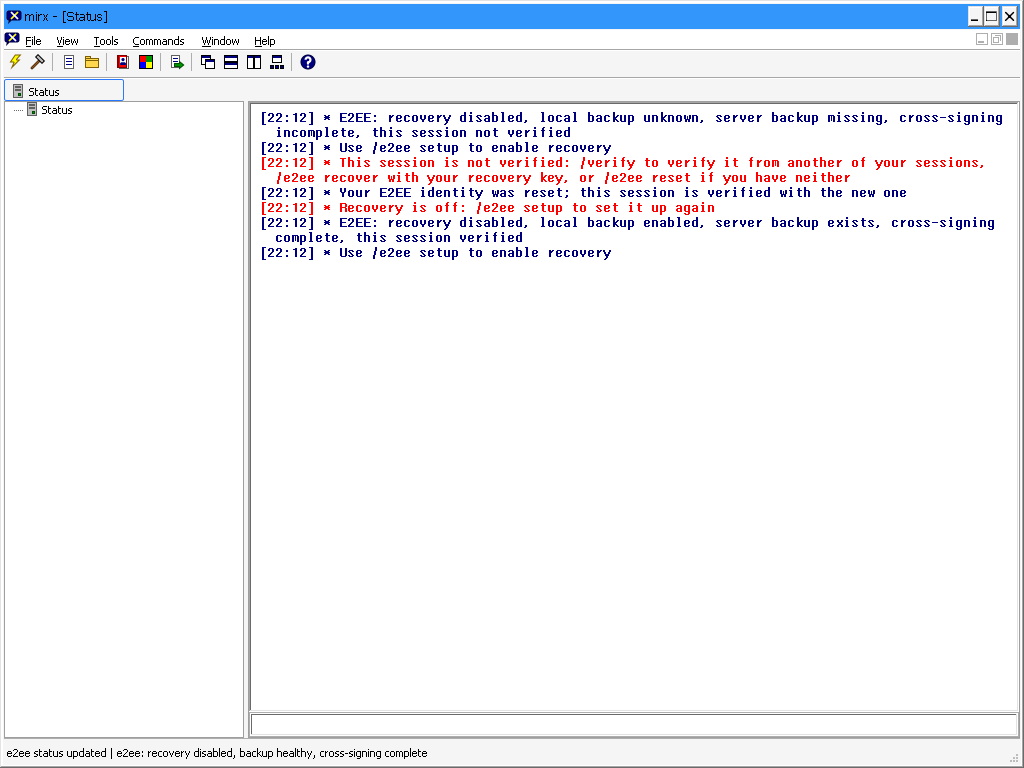 mirx - [Status]
File View Tools Commands Window Help
Status
Status
[22:12] * E2EE: recovery disabled, local backup unknown, server backup missing, cross-signing
incomplete, this session not verified
[22:12] * Use /e2ee setup to enable recovery
[22:12] * This session is not verified: /verify to verify it from another of your sessions,
/e2ee recover with your recovery key, or /e2ee reset if you have neither
[22:12] * Your E2EE identity was reset; this session is verified with the new one
[22:12] * Recovery is off: /e2ee setup to set it up again
[22:12] * E2EE: recovery disabled, local backup enabled, server backup exists, cross-signing
complete, this session verified
[22:12] * Use /e2ee setup to enable recovery
e2ee status updated | e2ee: recovery disabled, backup healthy, cross-signing complete